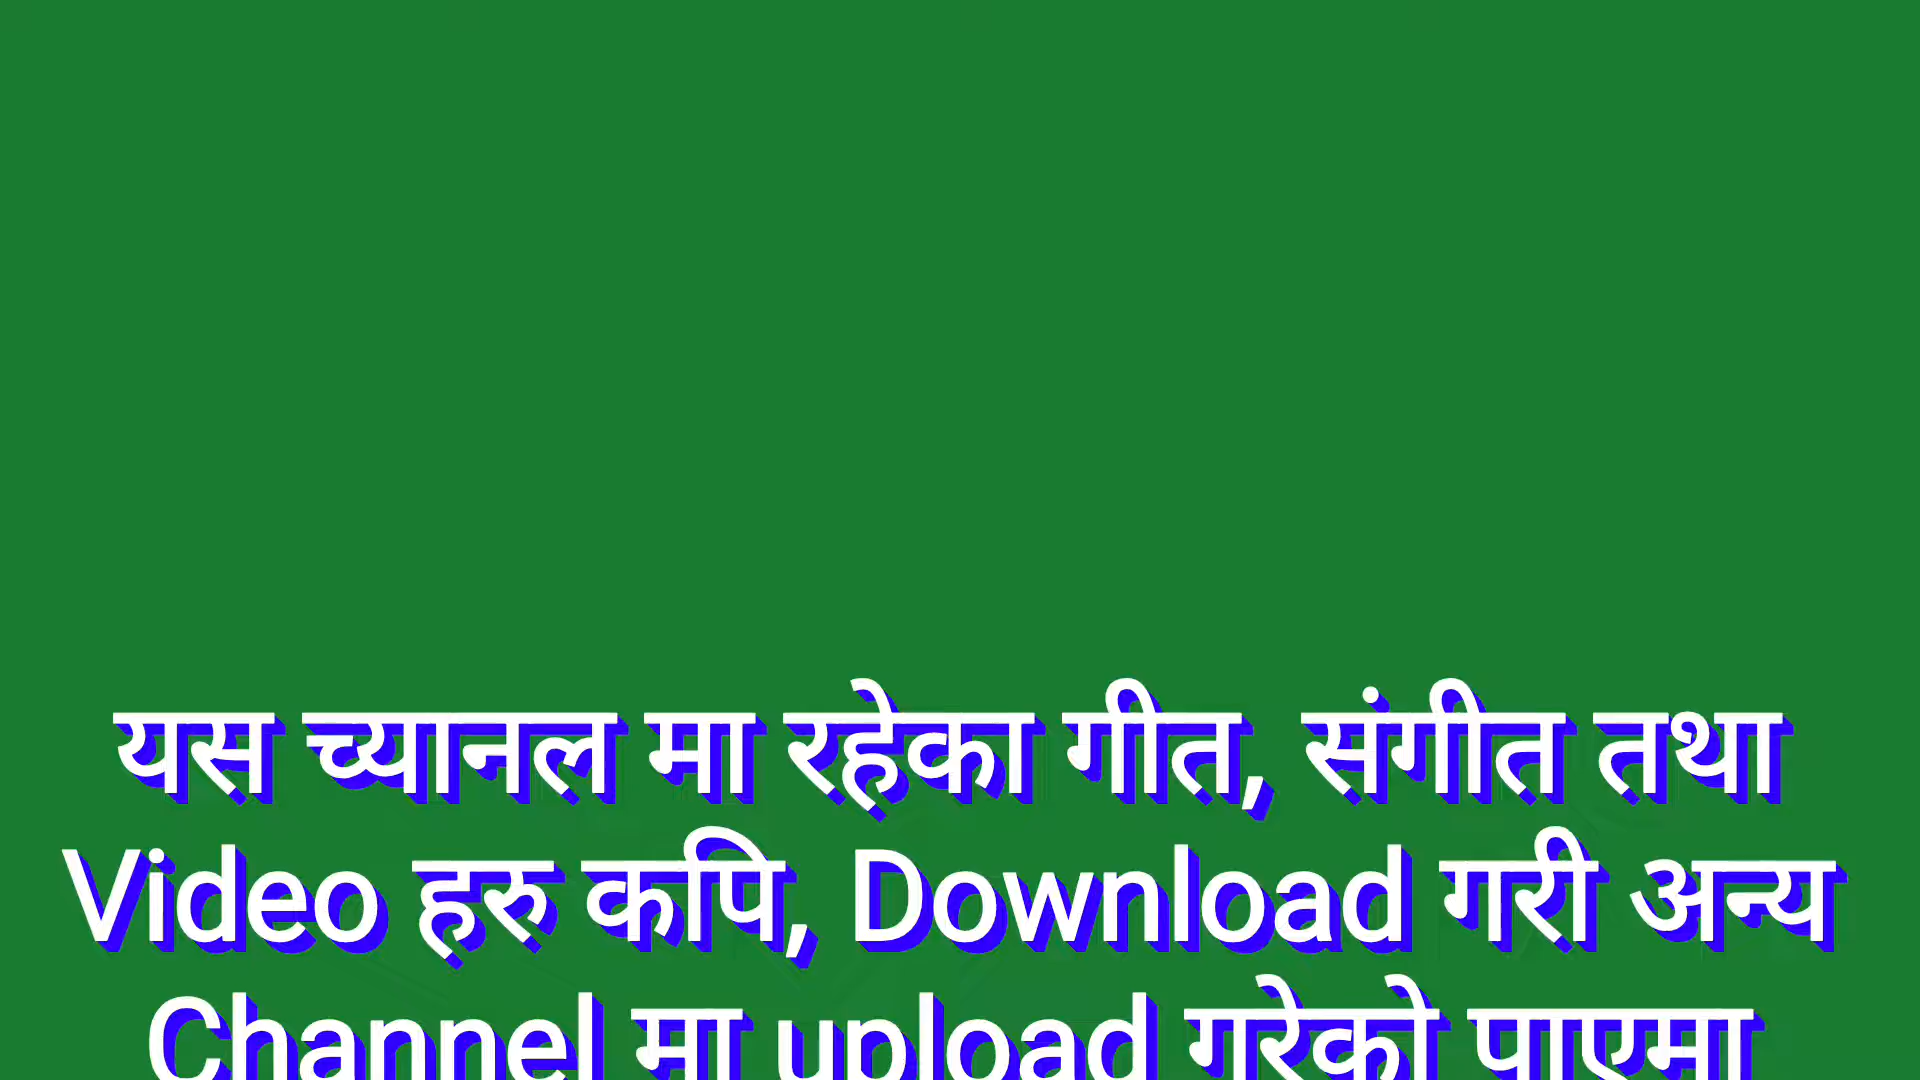 यस च्यानल मा रहेका गीत, संगीत तथा
Video हरु कपि, Download गरी अन्य
Channel मा upload गरेको पाएमा